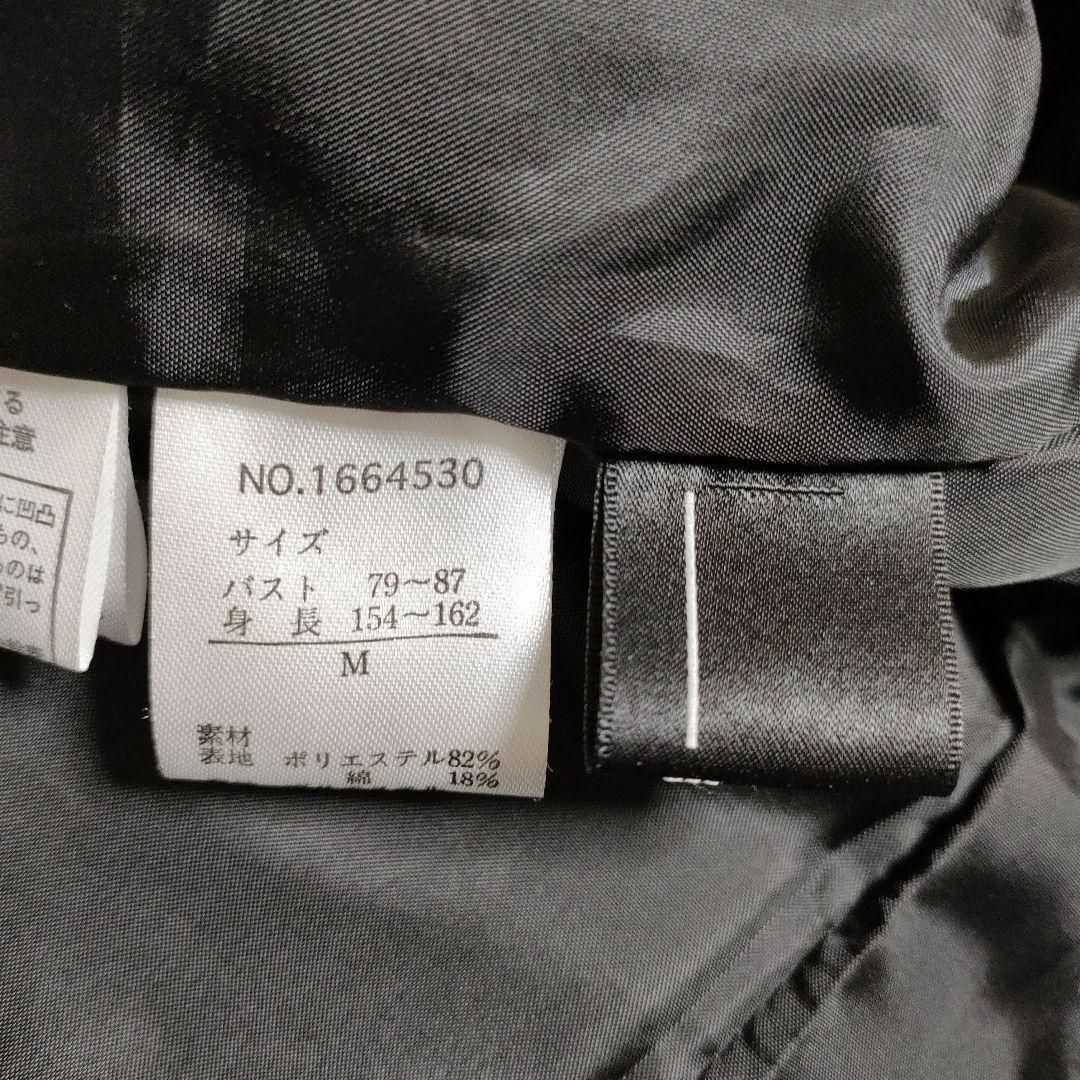 る
注意
に凹凸
もの、
ものは
引っ
NO.1664530
サイズ
バスト 79〜87
身長 154〜162
M
素材
表地 ポリエステル82%
綿 18%